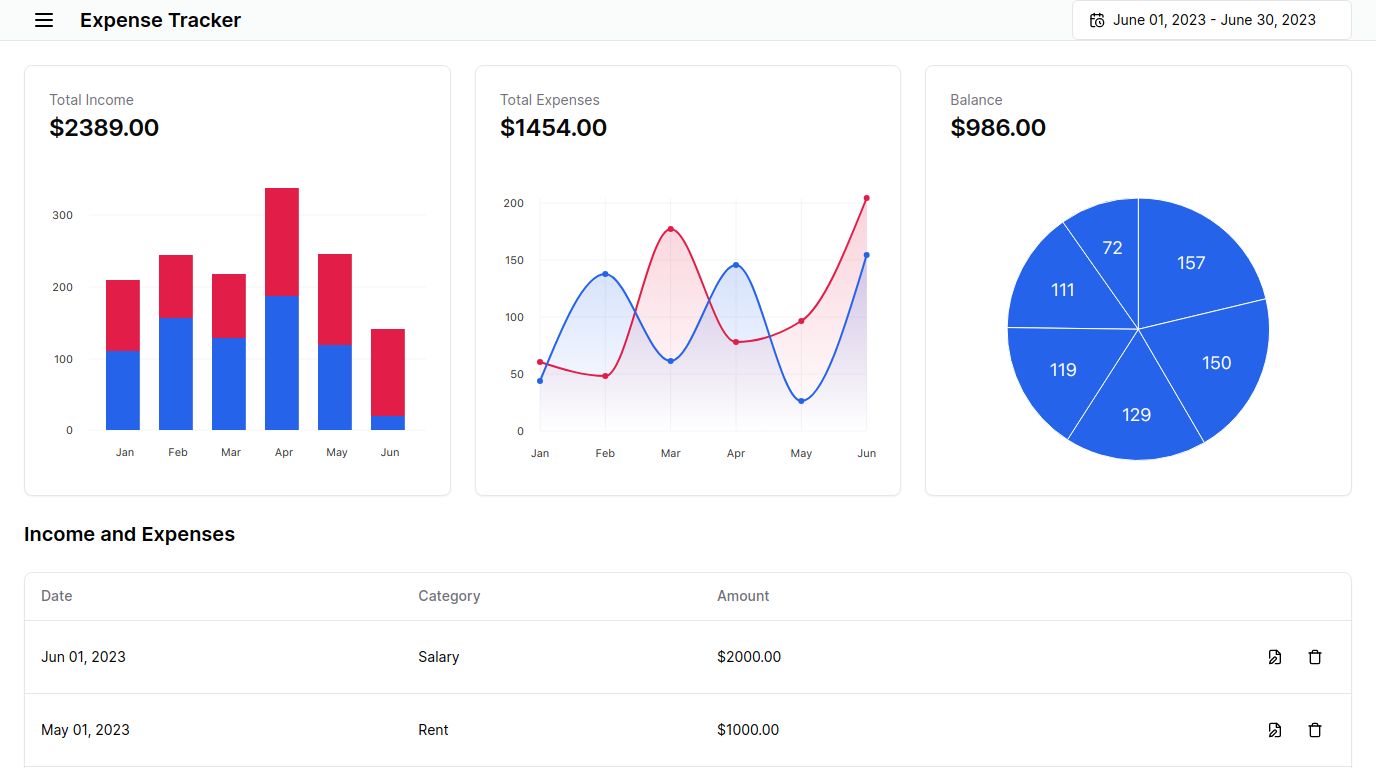 Expense Tracker
June 01, 2023 - June 30, 2023
Total Income
$2389.00
300
200
100
0
Jan Feb Mar Apr May Jun
Total Expenses
$1454.00
200
150
100
50
0
Jan Feb Mar Apr May Jun
Balance
$986.00
72 157
111
150
119
129
Income and Expenses
Date Category Amount
Jun 01, 2023 Salary $2000.00
May 01, 2023 Rent $1000.00